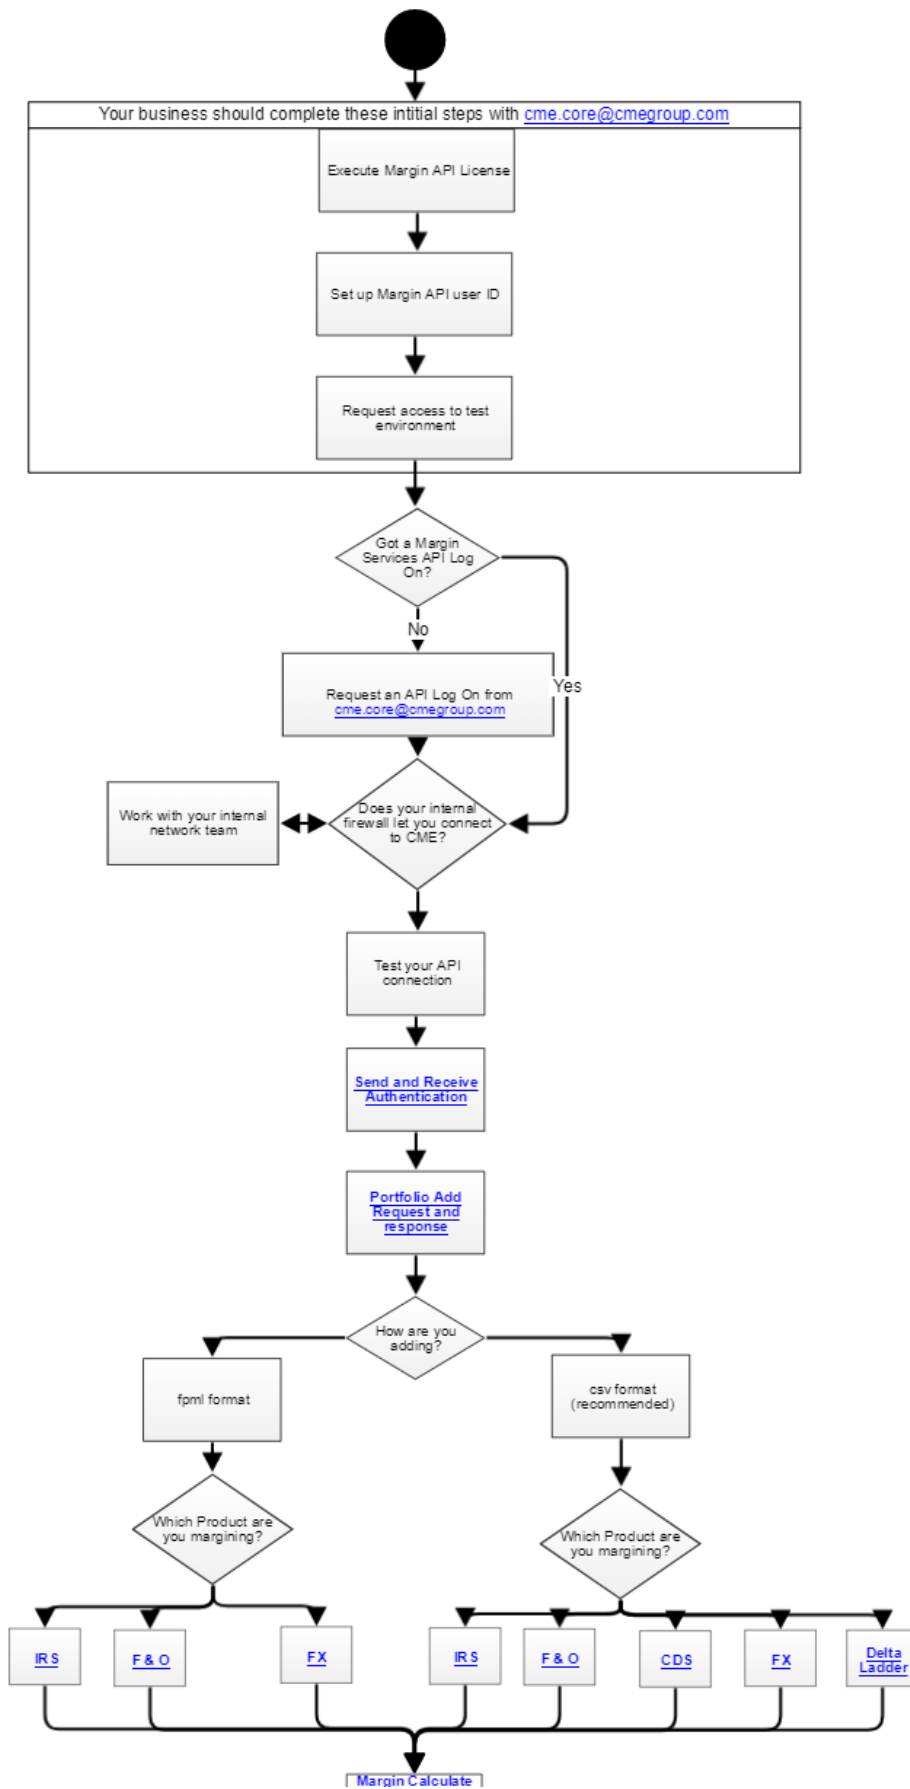 Your business should complete these intitial steps with cme.core@cmegroup.com
Execute Margin API License
Set up Margin API user ID
Request access to test
environment
Got a Margin
Services API Log
On?
No
Yes
Request an API Log On from
cme.core@cmegroup.com
Does your internal
firewall let you connect
to CME?
Work with your internal
network team
Test your API
connection
Send and Receive
Authentication
Portfolio Add
Request and
response
How are you
adding?
fpml format
csv format
(recommended)
Which Product are
you margining?
Which Product are
you margining?
IRS
F & O
FX
IRS
F & O
CDS
FX
Delta
Ladder
Margin Calculate